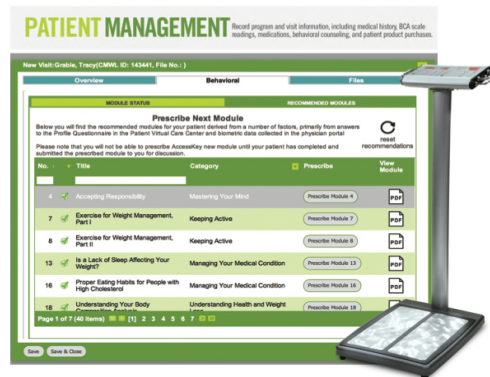 PATIENT MANAGEMENT
Record program and visit information, including medical history, BCA scale
readings, medications, behavioral counseling, and patient product purchases.
New Visit:Grable, Tracy(CMWL ID: 143441, File No.: )
Overview Behavioral Files
MODULE STATUS RECOMMENDED MODULES
Prescribe Next Module
Below you will find the recommended modules for your patient derived from a number of factors, primarily from answers
to the Profile Questionnaire in the Patient Virtual Care Center and biometric data collected in the physician portal
Please note that you will not be able to prescribe AccessKey new module until your patient has completed and
submitted the prescribed module to you for discussion.
reset
recommendations
No. Title Category Prescribe View
Module
4 Accepting Responsibility Mastering Your Mind Prescribe Module 4 PDF
7 Exercise for Weight Management,
Part I Keeping Active Prescribe Module 7 PDF
8 Exercise for Weight Management,
Part II Keeping Active Prescribe Module 8 PDF
13 Is a Lack of Sleep Affecting Your
Weight? Managing Your Medical Condition Prescribe Module 13 PDF
16 Proper Eating Habits for People with
High Cholesterol Managing Your Medical Condition Prescribe Module 16 PDF
18 Understanding Your Body Understanding Health and Weight Prescribe Module 18
Page 1 of 7 (40 items) [1] 2 3 4 5 6 7
Save Save & Close